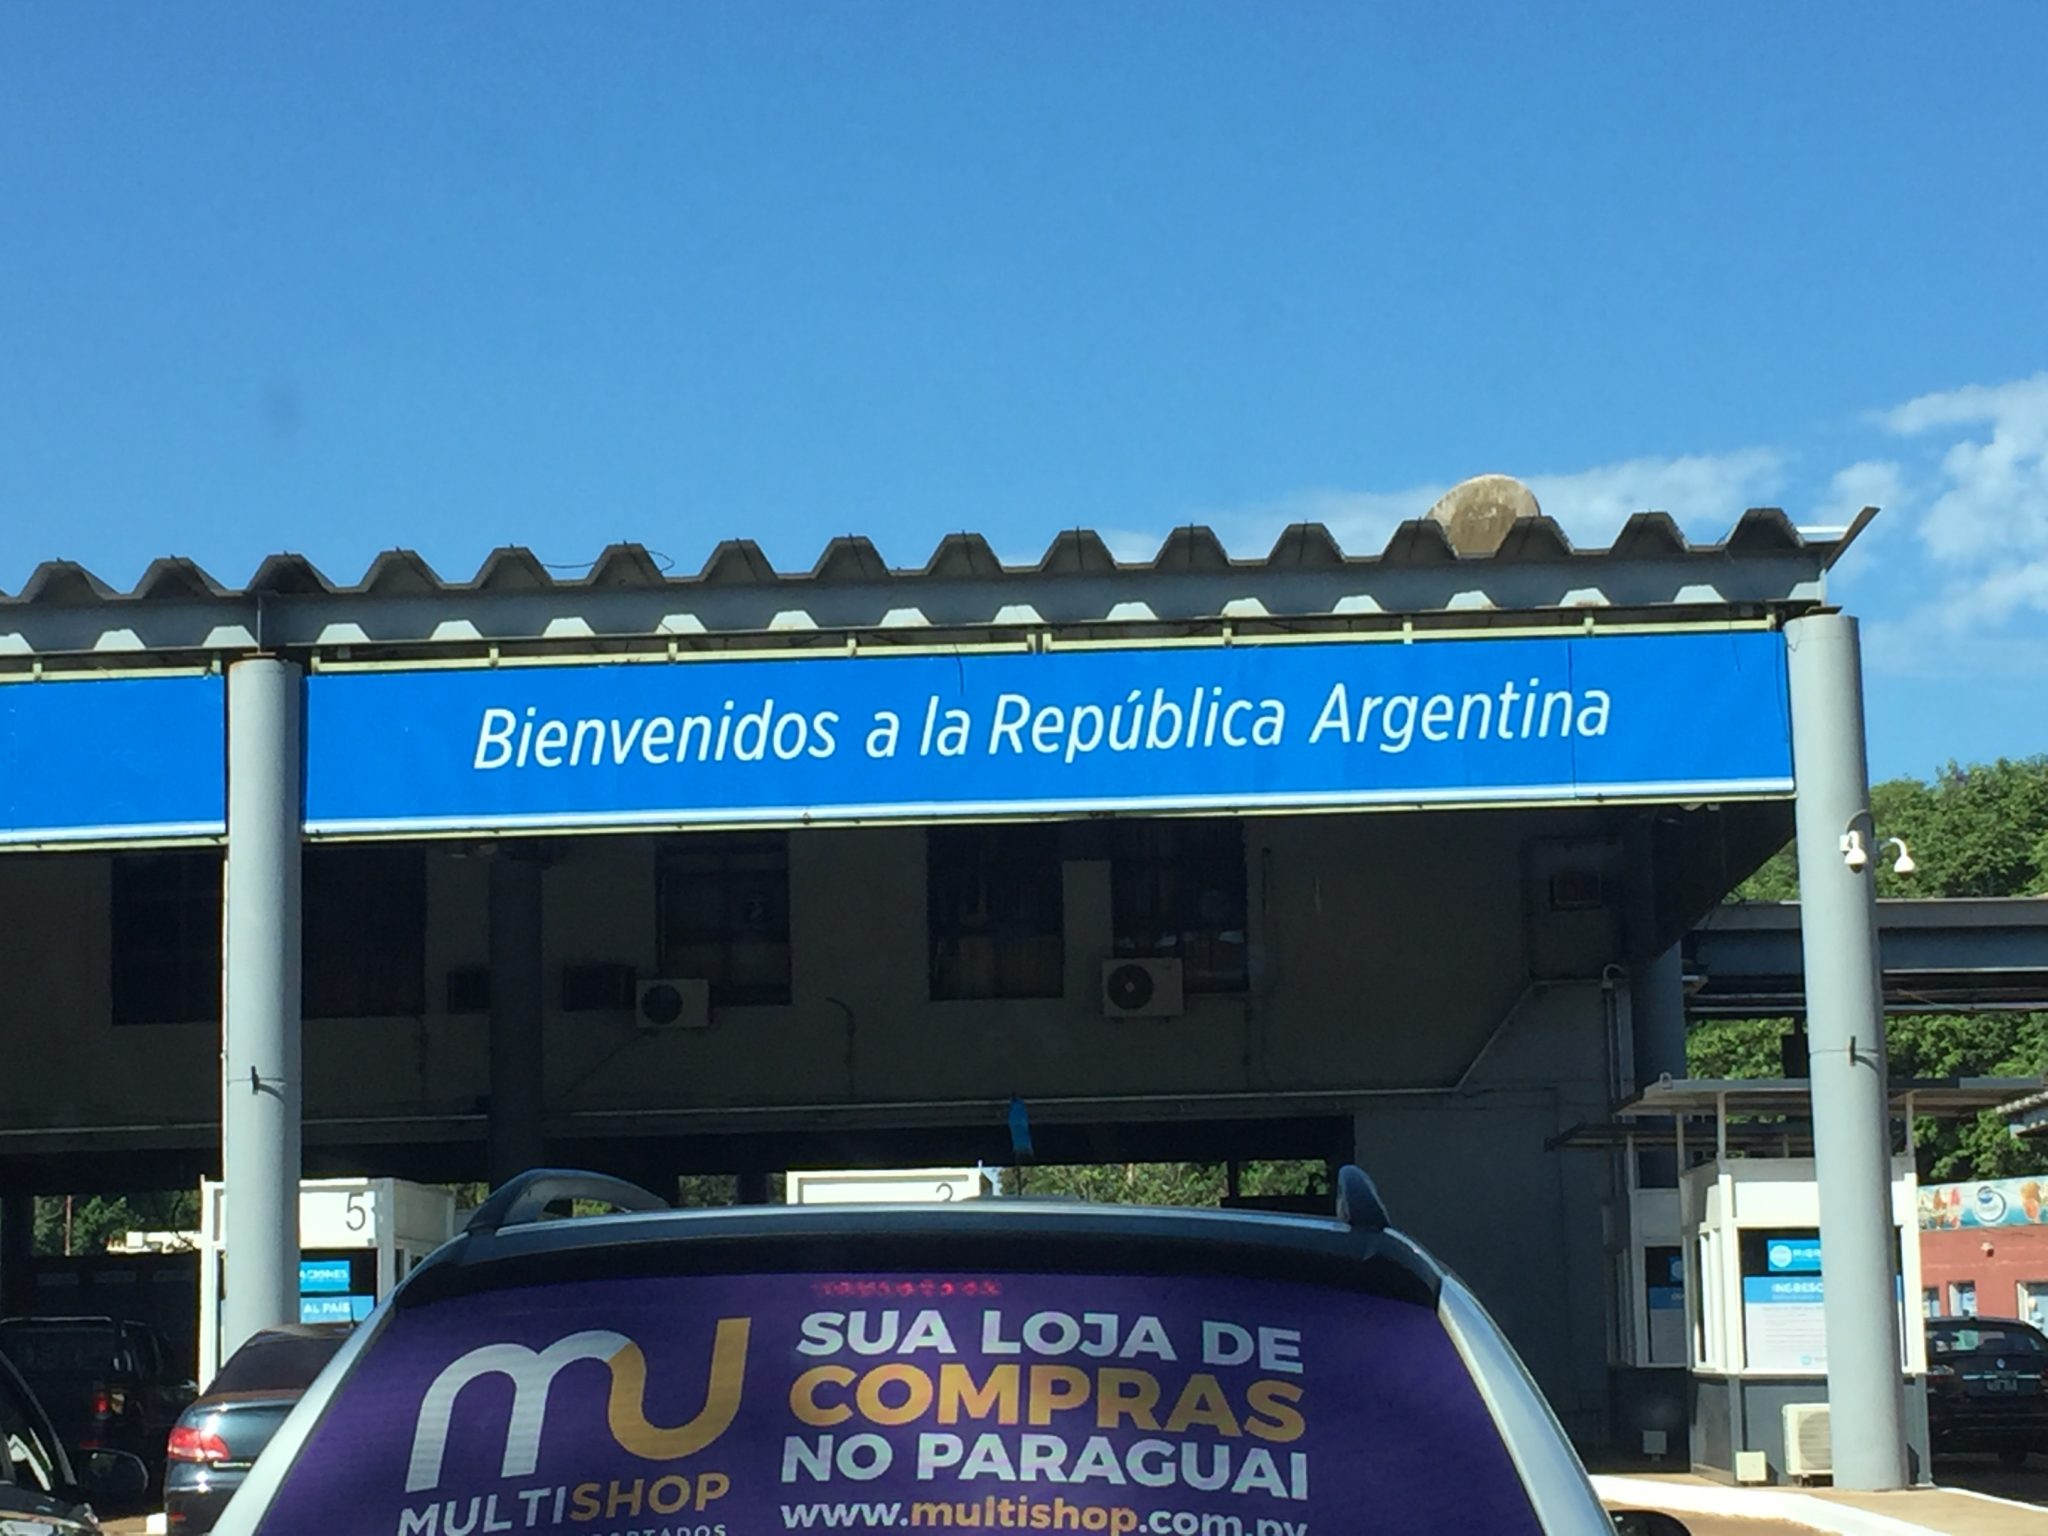 Bienvenidos a la República Argentina
5
AL PAIS
INGRESO
MU
MULTISHOP
SUA LOJA DE
COMPRAS
NO PARAGUAI
www.multishop.com.py